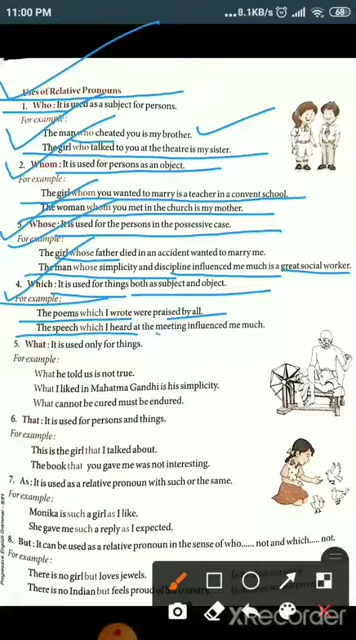 11:00 PM
...8.1KB/s
68
Uses of Relative Pronouns
1. Who: It is used as a subject for persons.
For example:
The man who cheated you is my brother.
The girl who talked to you at the theatre is my sister.
2. Whom: It is used for persons as an object.
For example:
The girl whom you wanted to marry is a teacher in a convent school.
The woman whom you met in the church is my mother.
3. Whose: It is used for the persons in the possessive case.
For example:
The girl whose father died in an accident wanted to marry me.
The man whose simplicity and discipline influenced me much is a great social worker.
4. Which: It is used for things both as subject and object.
For example:
The poems which I wrote were praised by all.
The speech which I heard at the meeting influenced me much.
5. What: It is used only for things.
For example:
What he told us is not true.
What I liked in Mahatma Gandhi is his simplicity.
What cannot be cured must be endured.
6. That: It is used for persons and things.
For example:
This is the girl that I talked about.
The book that you gave me was not interesting.
7. As: It is used as a relative pronoun with such or the same.
For example:
Monika is such a girl as I like.
She gave me such a reply as I expected.
8. But: It can be used as a relative pronoun in the sense of who...... not and which..... not.
For example:
There is no girl but loves jewels.
There is no Indian but feels proud of his country.
Progressive English Grammar
XRECORDER